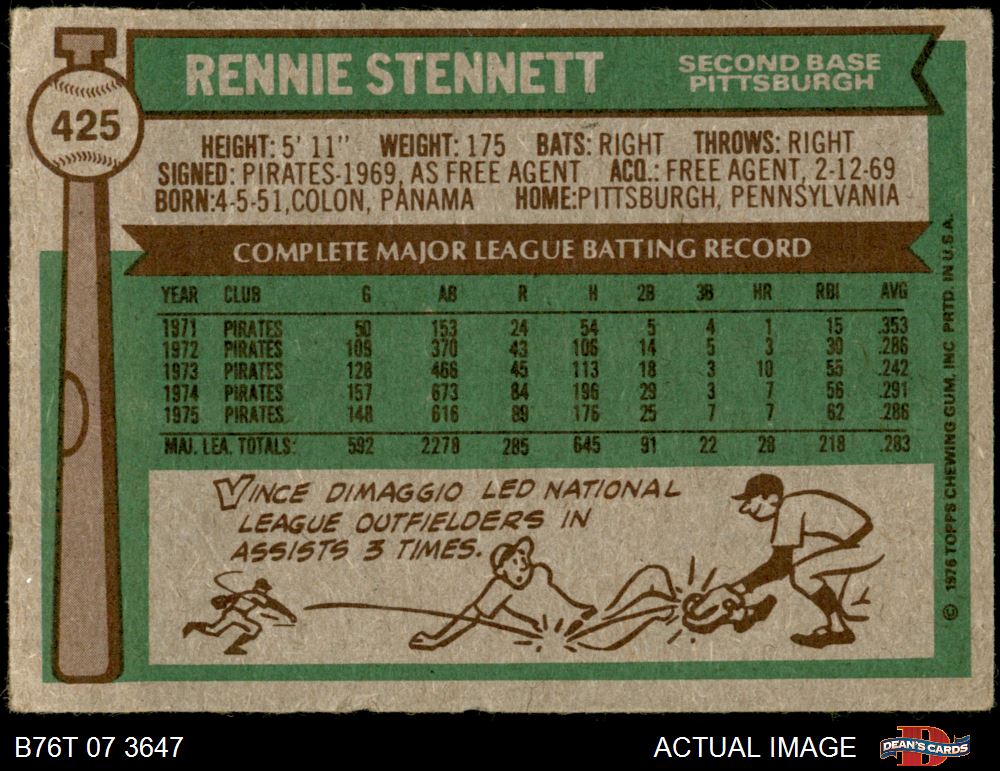 425
RENNIE STENNETT
SECOND BASE
PITTSBURGH
HEIGHT: 5' 11" WEIGHT: 175 BATS: RIGHT THROWS: RIGHT
SIGNED: PIRATES-1969, AS FREE AGENT ACQ.: FREE AGENT, 2-12-69
BORN:4-5-51,COLON, PANAMA HOME:PITTSBURGH, PENNSYLVANIA
COMPLETE MAJOR LEAGUE BATTING RECORD
YEAR CLUB G AB R H 2B 3B HR RBI AVG
1971 PIRATES 50 153 24 54 5 4 1 15 .353
1972 PIRATES 109 370 43 106 14 5 3 30 .286
1973 PIRATES 128 466 45 113 18 3 10 55 .242
1974 PIRATES 157 673 84 196 29 3 7 56 .291
1975 PIRATES 148 616 89 176 25 7 7 62 .286
MAJ. LEA. TOTALS: 592 2278 285 645 91 22 28 218 .283
VINCE DIMAGGIO LED NATIONAL
LEAGUE OUTFIELDERS IN
ASSISTS 3 TIMES.
© 1976 TOPPS CHEWING GUM, INC PRTD. IN U.S.A.
B76T 07 3647
ACTUAL IMAGE
DEAN'S CARDS